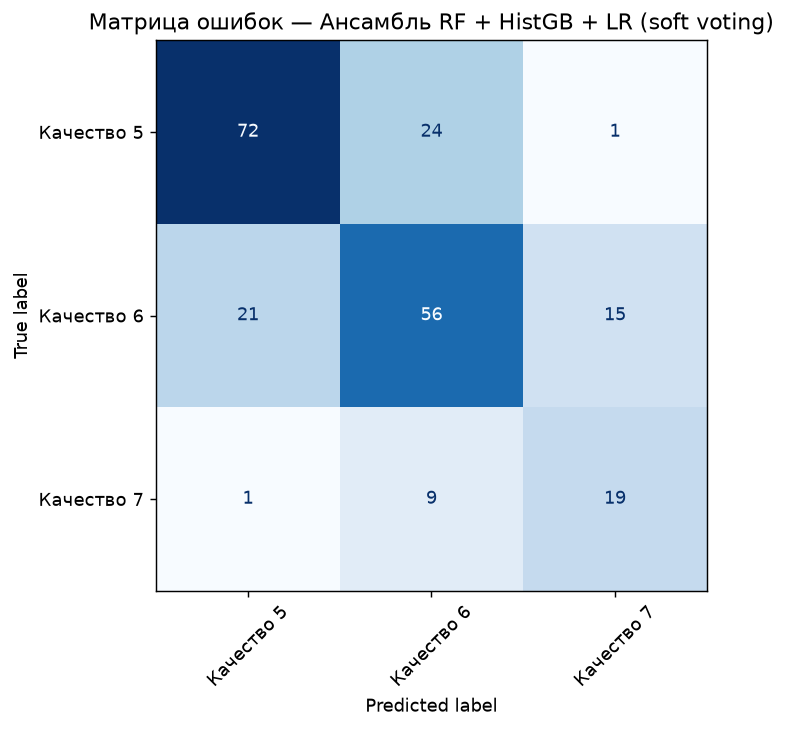 Матрица ошибок — Ансамбль RF + HistGB + LR (soft voting)
True label
Качество 5
72 24 1
Качество 6
21 56 15
Качество 7
1 9 19
Качество 5 Качество 6 Качество 7
Predicted label